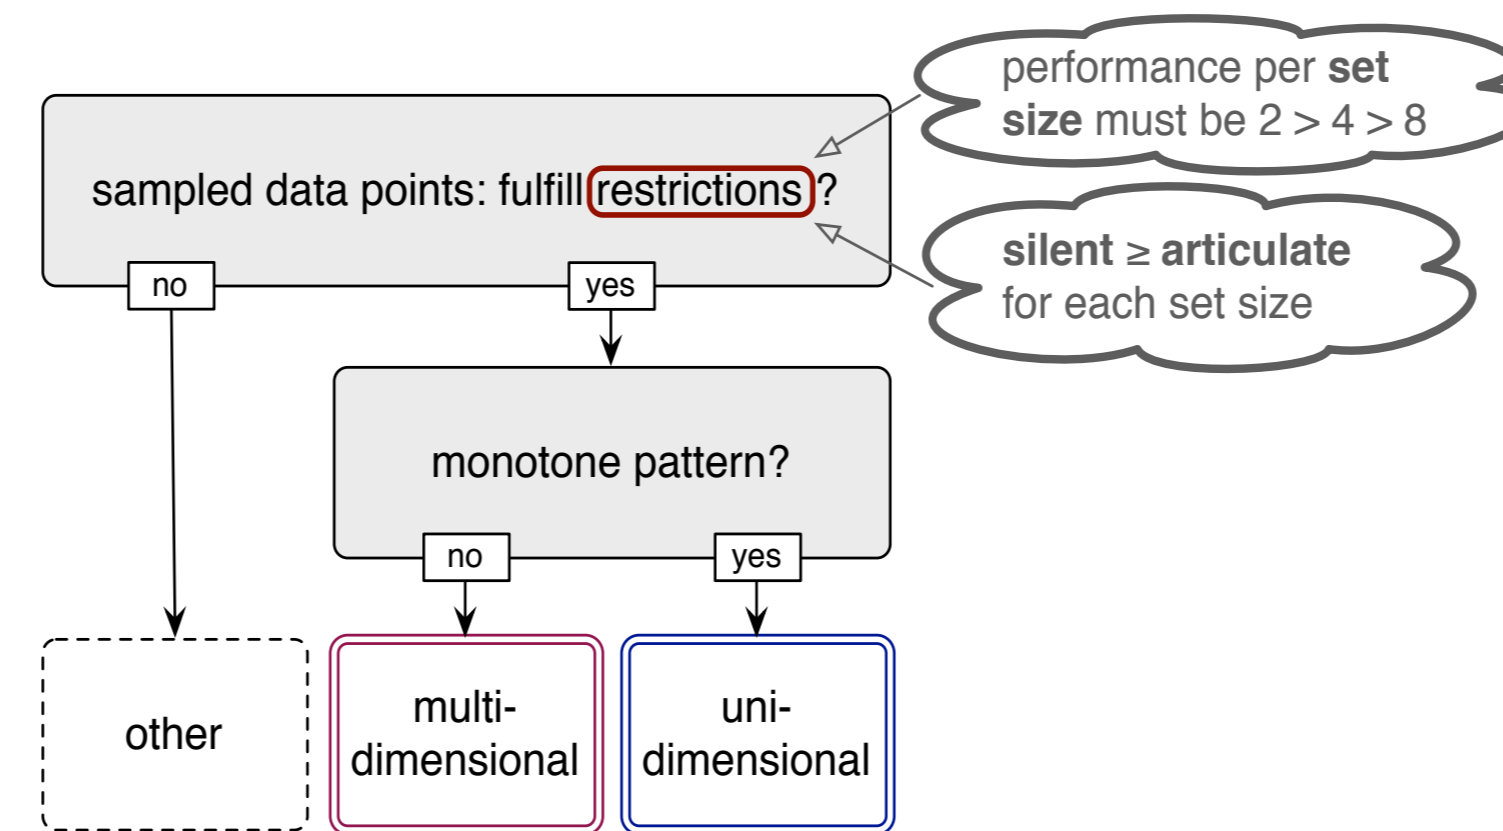 performance per set
size must be 2 > 4 > 8
sampled data points: fulfill restrictions ?
silent ≥ articulate
for each set size
no
yes
monotone pattern?
no
yes
other
multi-
dimensional
uni-
dimensional